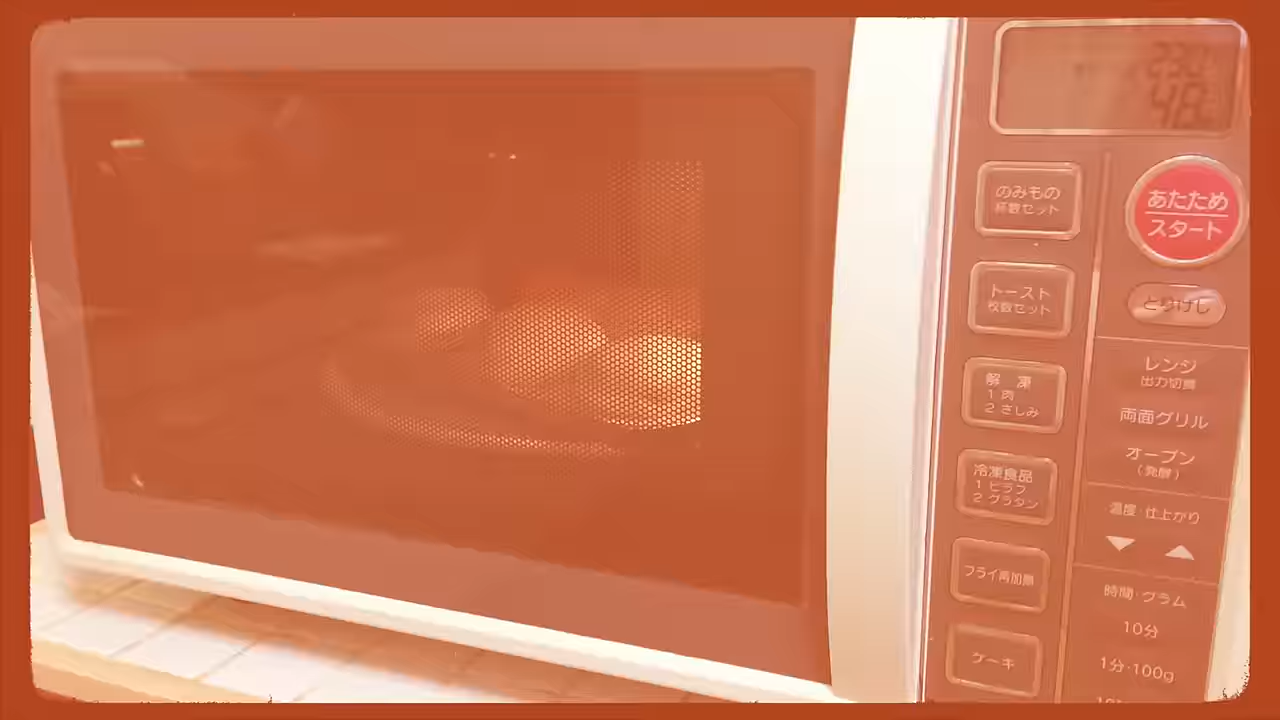 のみもの
杯数セット
トースト
枚数セット
解 凍
1 肉
2 さしみ
冷凍食品
1 ピラフ
2 グラタン
フライ再加熱
ケーキ
あたため
スタート
とりけし
レンジ
出力切替
両面グリル
オーブン
(発酵)
温度・仕上がり
▼ ▲
時間・グラム
10分
1分・100g